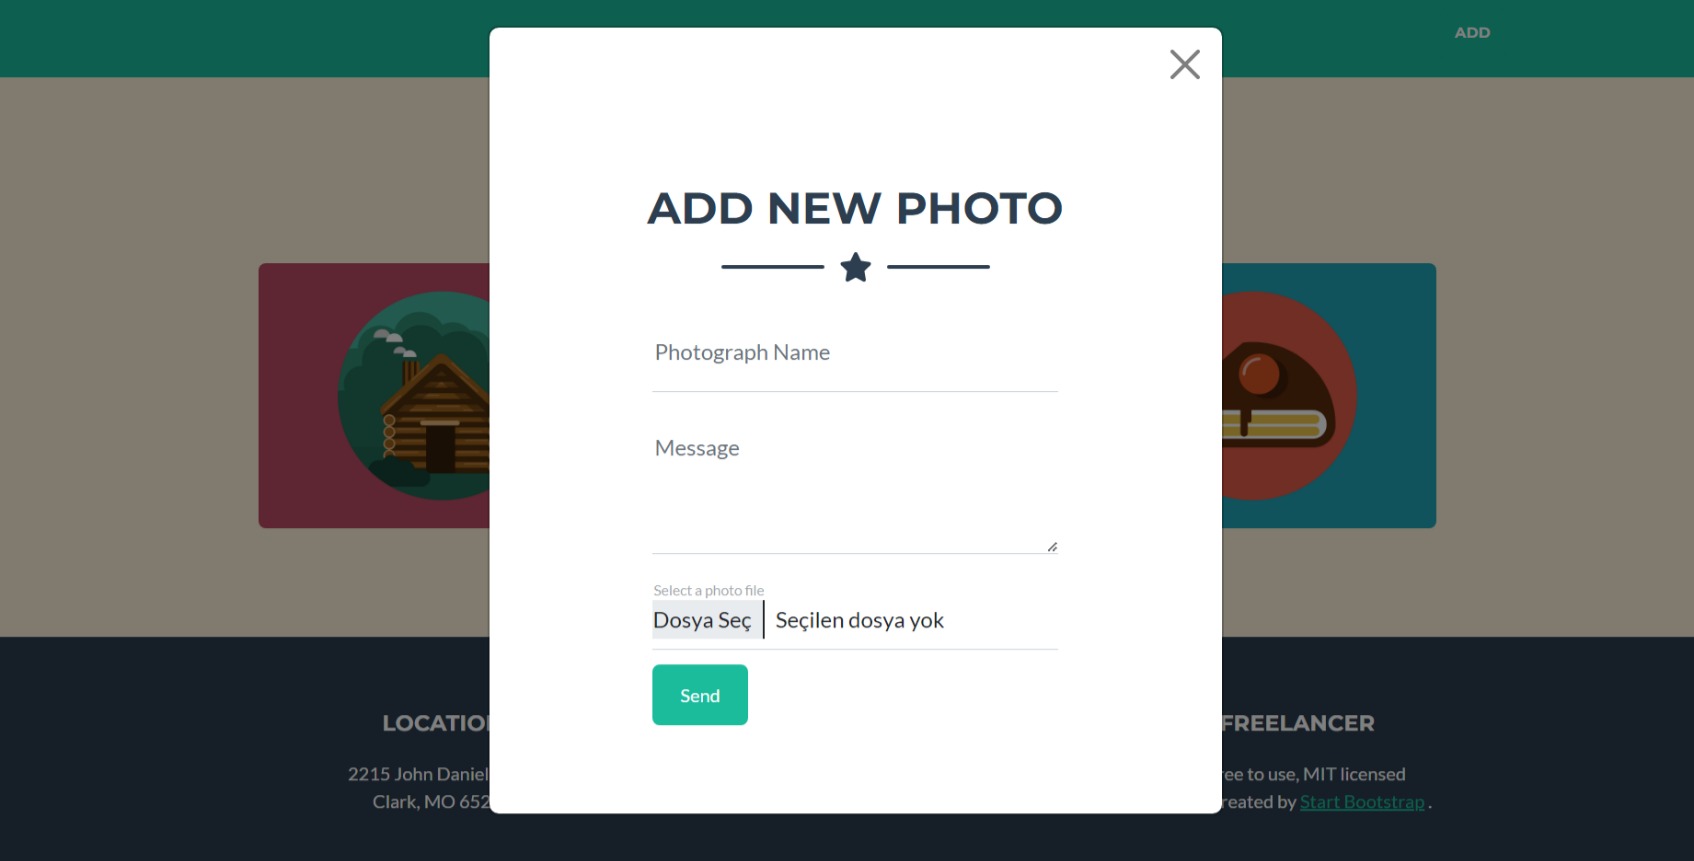 ADD
ADD NEW PHOTO
Photograph Name
Message
Select a photo file
Dosya Seç Seçilen dosya yok
Send
FREELANCER
2215 John Daniel
Clark, MO 652
ee to use, MIT licensed
reated by Start Bootstrap .